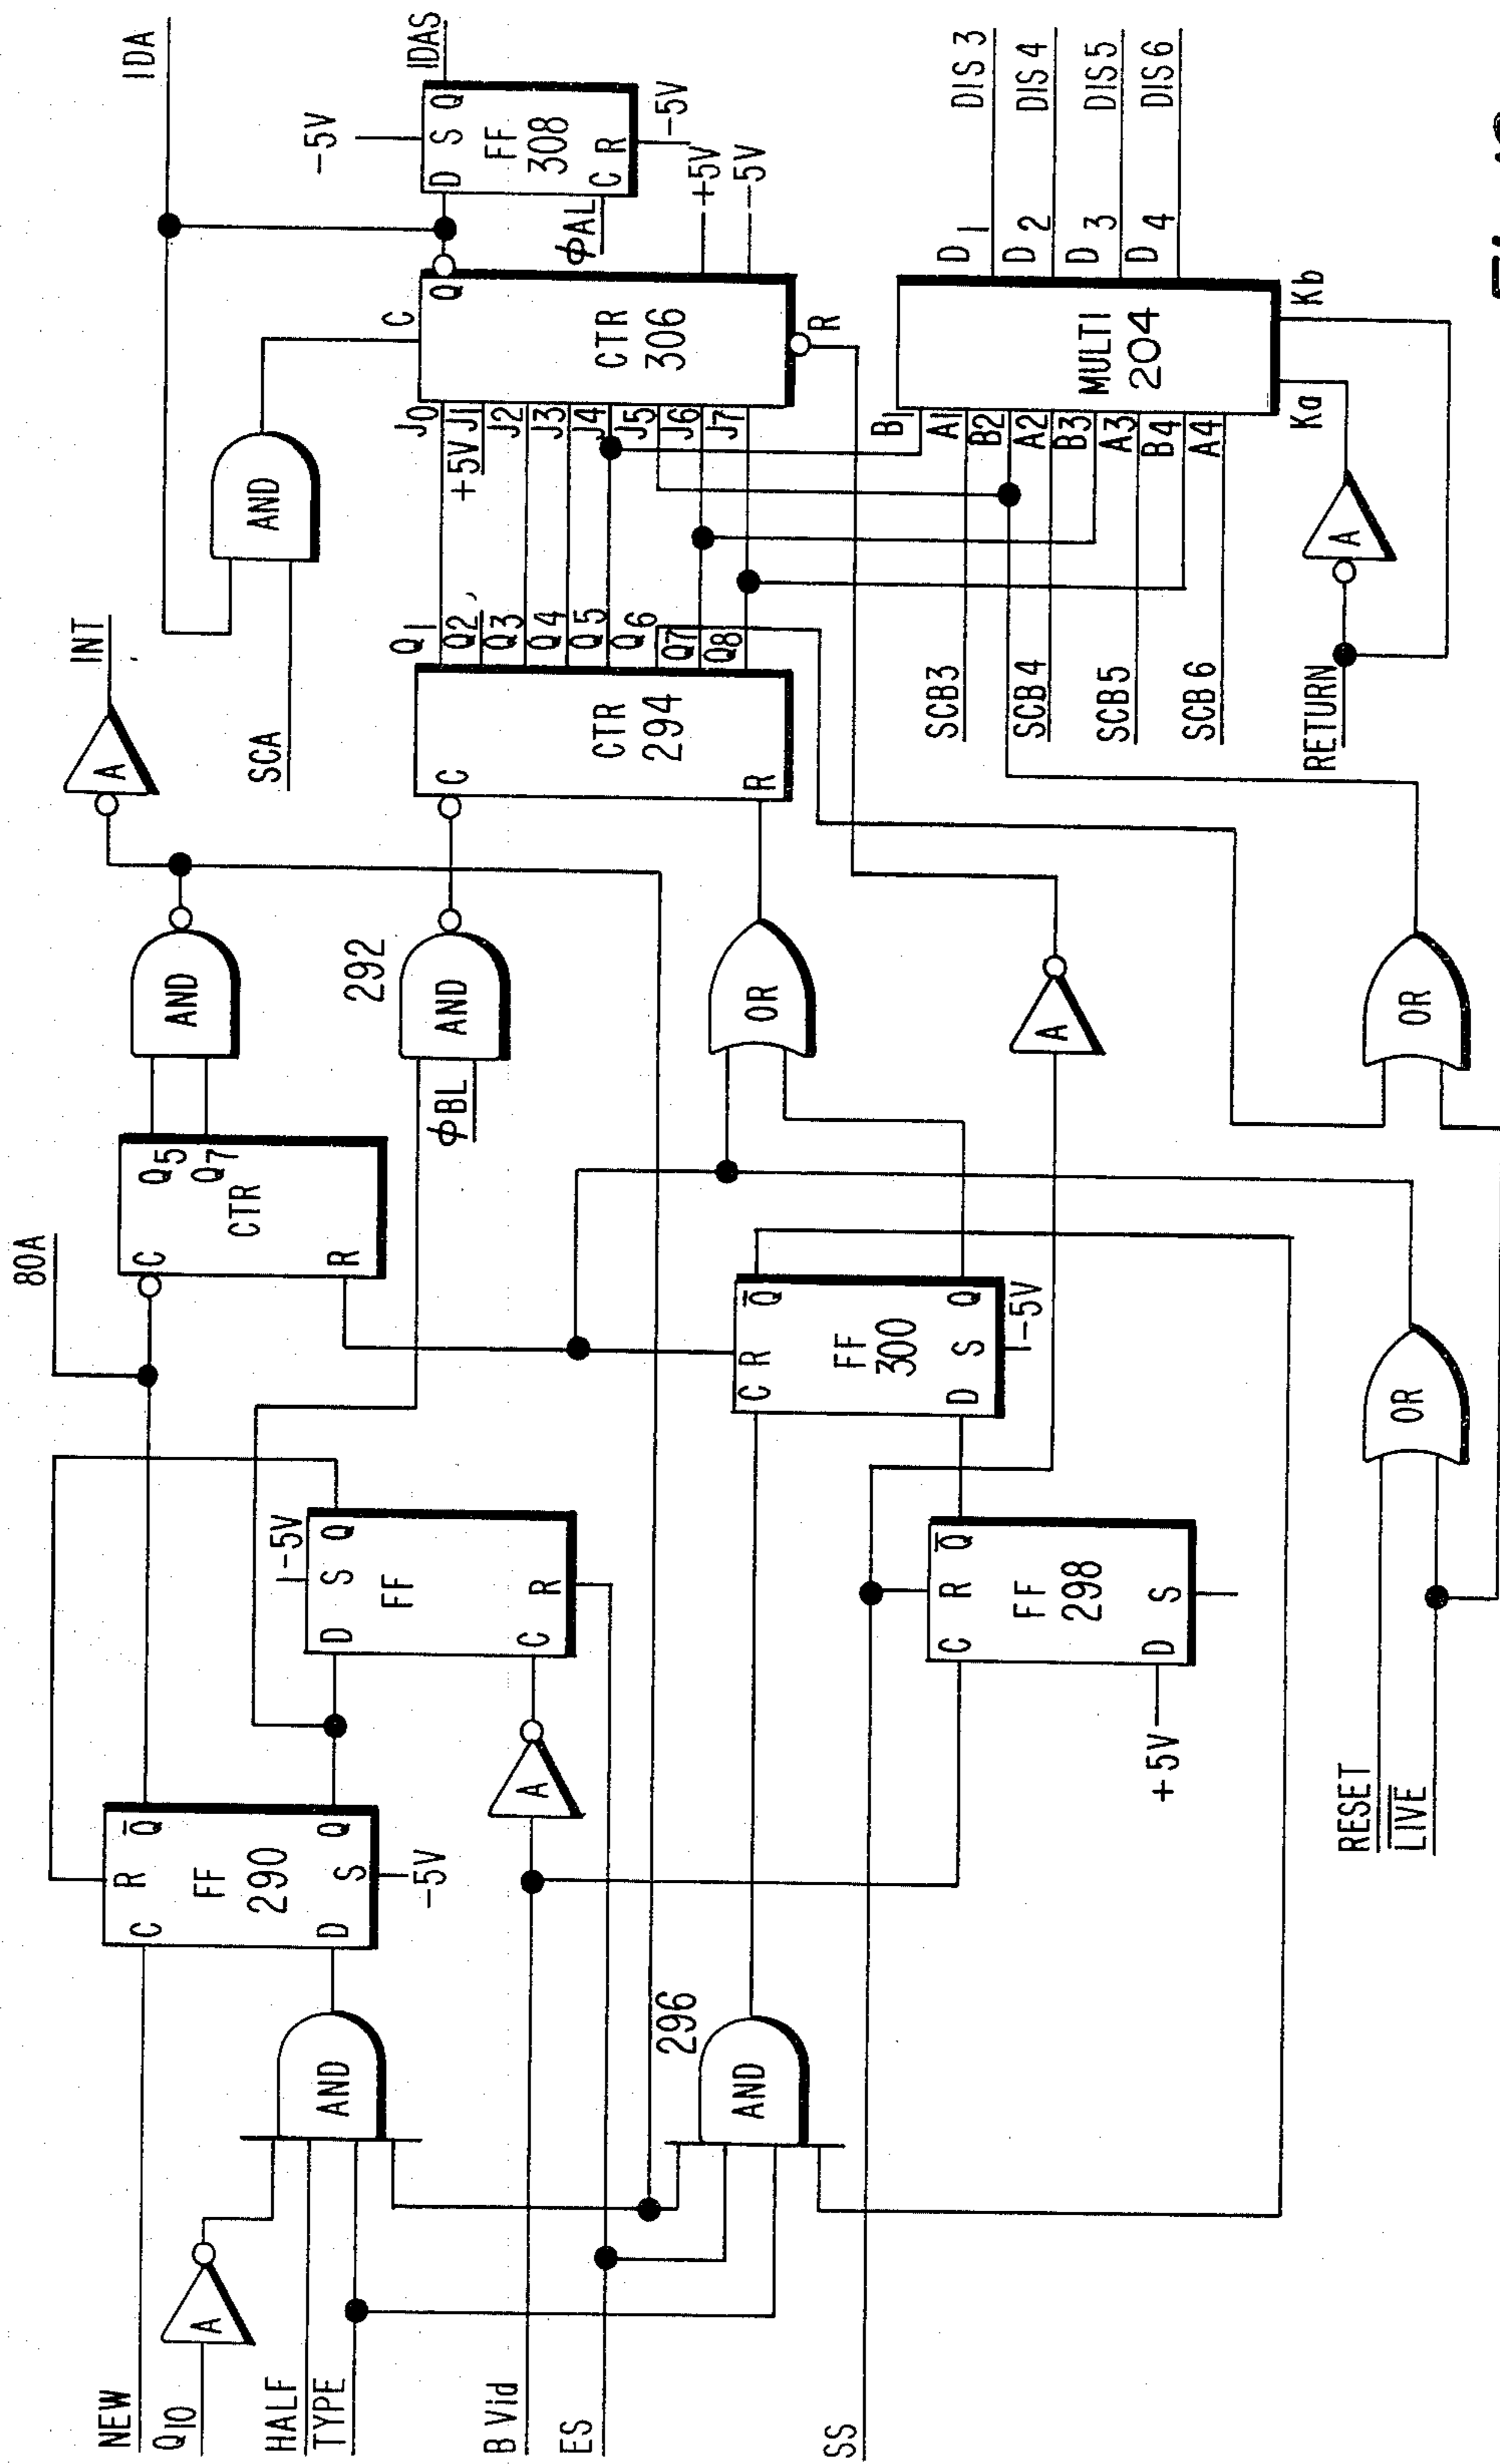 80A
IDA
NEW
Q10
HALF
TYPE
B Vid
ES
SS
RESET
L̅I̅V̅E̅
A
AND
C
R
Q̅
FF
290
D
S
Q
-5V
-5V
S
D
Q
FF
C
R
A
296
AND
C
R
Q̅
FF
298
D
S
+5V
C
R
Q̅
FF
300
D
S
Q
-5V
C
Q5
Q7
CTR
R
AND
INT
A
292
AND
ΦBL
OR
A
OR
OR
SCA
AND
C
CTR
294
R
Q1
Q2
Q3
Q4
Q5
Q6
Q7
Q8
J0
+5V J1
J2
J3
J4
J5
J6
J7
C
Q
CTR
306
R
+5V
-5V
-5V
D S Q
FF
308
C R
-5V
ΦAL
IDAS
SCB3
SCB4
SCB5
SCB6
B1
A1
B2
A2
B3
A3
B4
A4
MULTI
204
Ka
Kb
D1
D2
D3
D4
DIS 3
DIS 4
DIS 5
DIS 6
RETURN
A